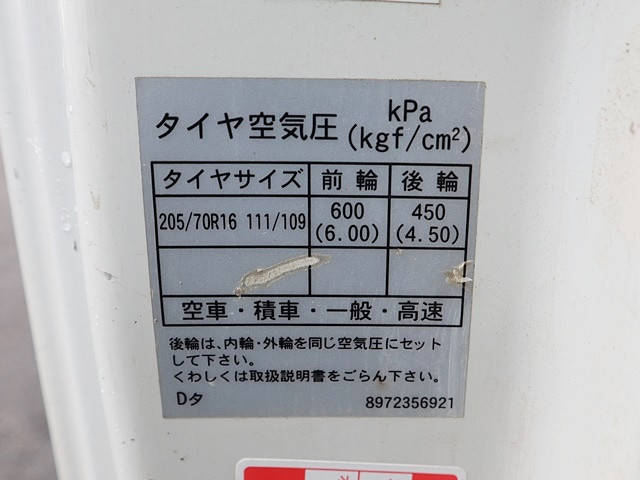 タイヤ空気圧 kPa
(kgf/cm²)
タイヤサイズ 前輪 後輪
205/70R16 111/109 600 450
(6.00) (4.50)
空車・積車・一般・高速
後輪は、内輪・外輪を同じ空気圧にセット
して下さい。
くわしくは取扱説明書をごらん下さい。
Dタ 8972356921